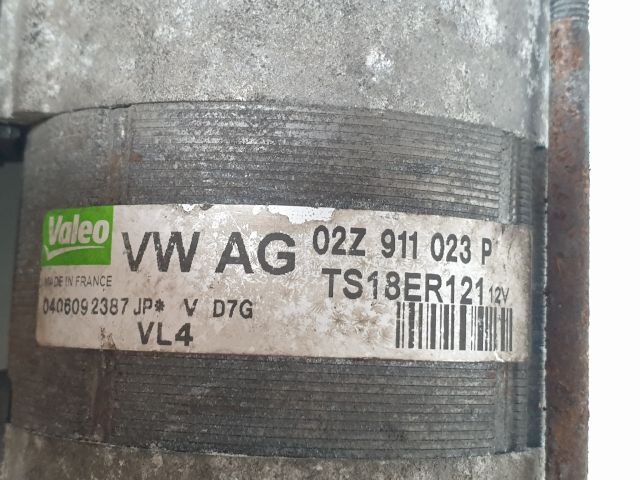 Valeo
VW AG
02Z 911 023 P
MADE IN FRANCE
TS18ER121 12V
0406092387 JP* V D7G
VL4